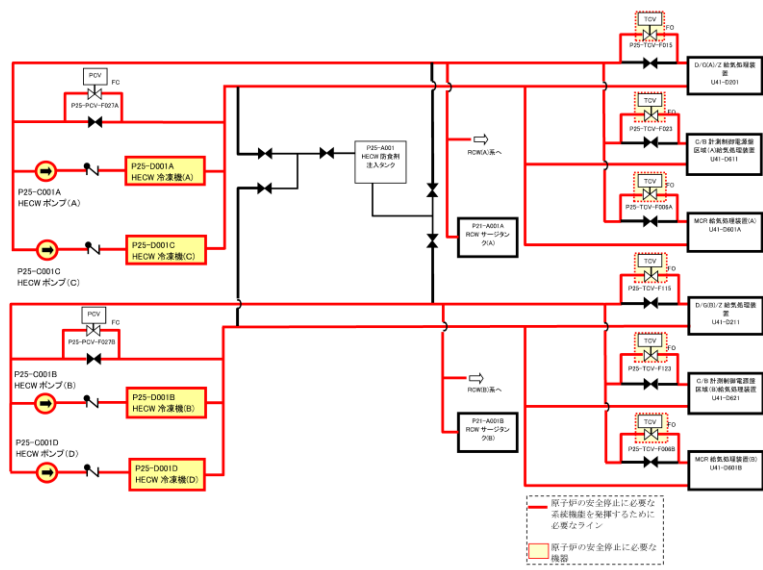 TCV
FO
P25-TCV-F015
D/G(A)/Z 給気処理装
置
U41-D201
PCV
FC
P25-PCV-F027A
TCV
FO
P25-TCV-F023
C/B 計測制御電源盤
区域(A)給気処理装置
U41-D611
P25-A001
HECW 防食剤
注入タンク
RCW(A)系へ
P25-D001A
HECW 冷凍機(A)
P25-C001A
HECW ポンプ(A)
TCV
FO
P25-TCV-F006A
MCR 給気処理装置(A)
U41-D601A
P21-A001A
RCW サージタン
ク(A)
P25-D001C
HECW 冷凍機(C)
P25-C001C
HECW ポンプ(C)
TCV
FO
P25-TCV-F115
D/G(B)/Z 給気処理装
置
U41-D211
PCV
FC
P25-PCV-F027B
TCV
FO
P25-TCV-F123
C/B 計測制御電源盤
区域(B)給気処理装置
U41-D621
RCW(B)系へ
P25-C001B
HECW ポンプ(B)
P25-D001B
HECW 冷凍機(B)
P21-A001B
RCW サージタンク
(B)
TCV
FO
P25-TCV-F006B
MCR 給気処理装置(B)
U41-D601B
P25-C001D
HECW ポンプ(D)
P25-D001D
HECW 冷凍機(D)
原子炉の安全停止に必要な
系統機能を発揮するために
必要なライン
原子炉の安全停止に必要な
機器